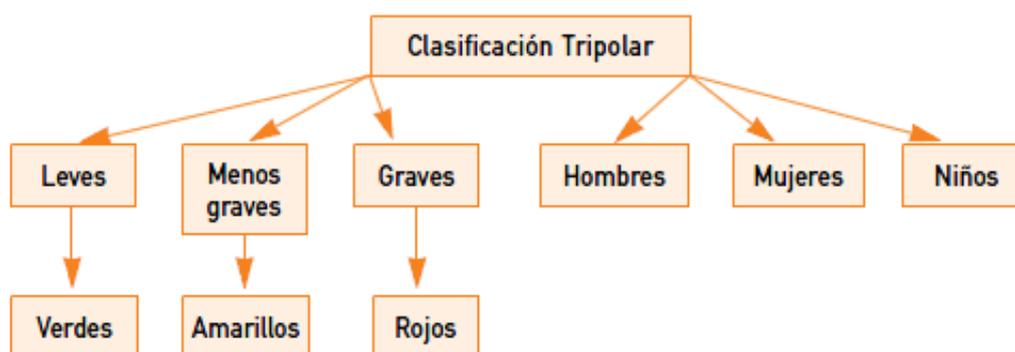 Clasificación Tripolar
Leves
Menos
graves
Graves
Hombres
Mujeres
Niños
Verdes
Amarillos
Rojos